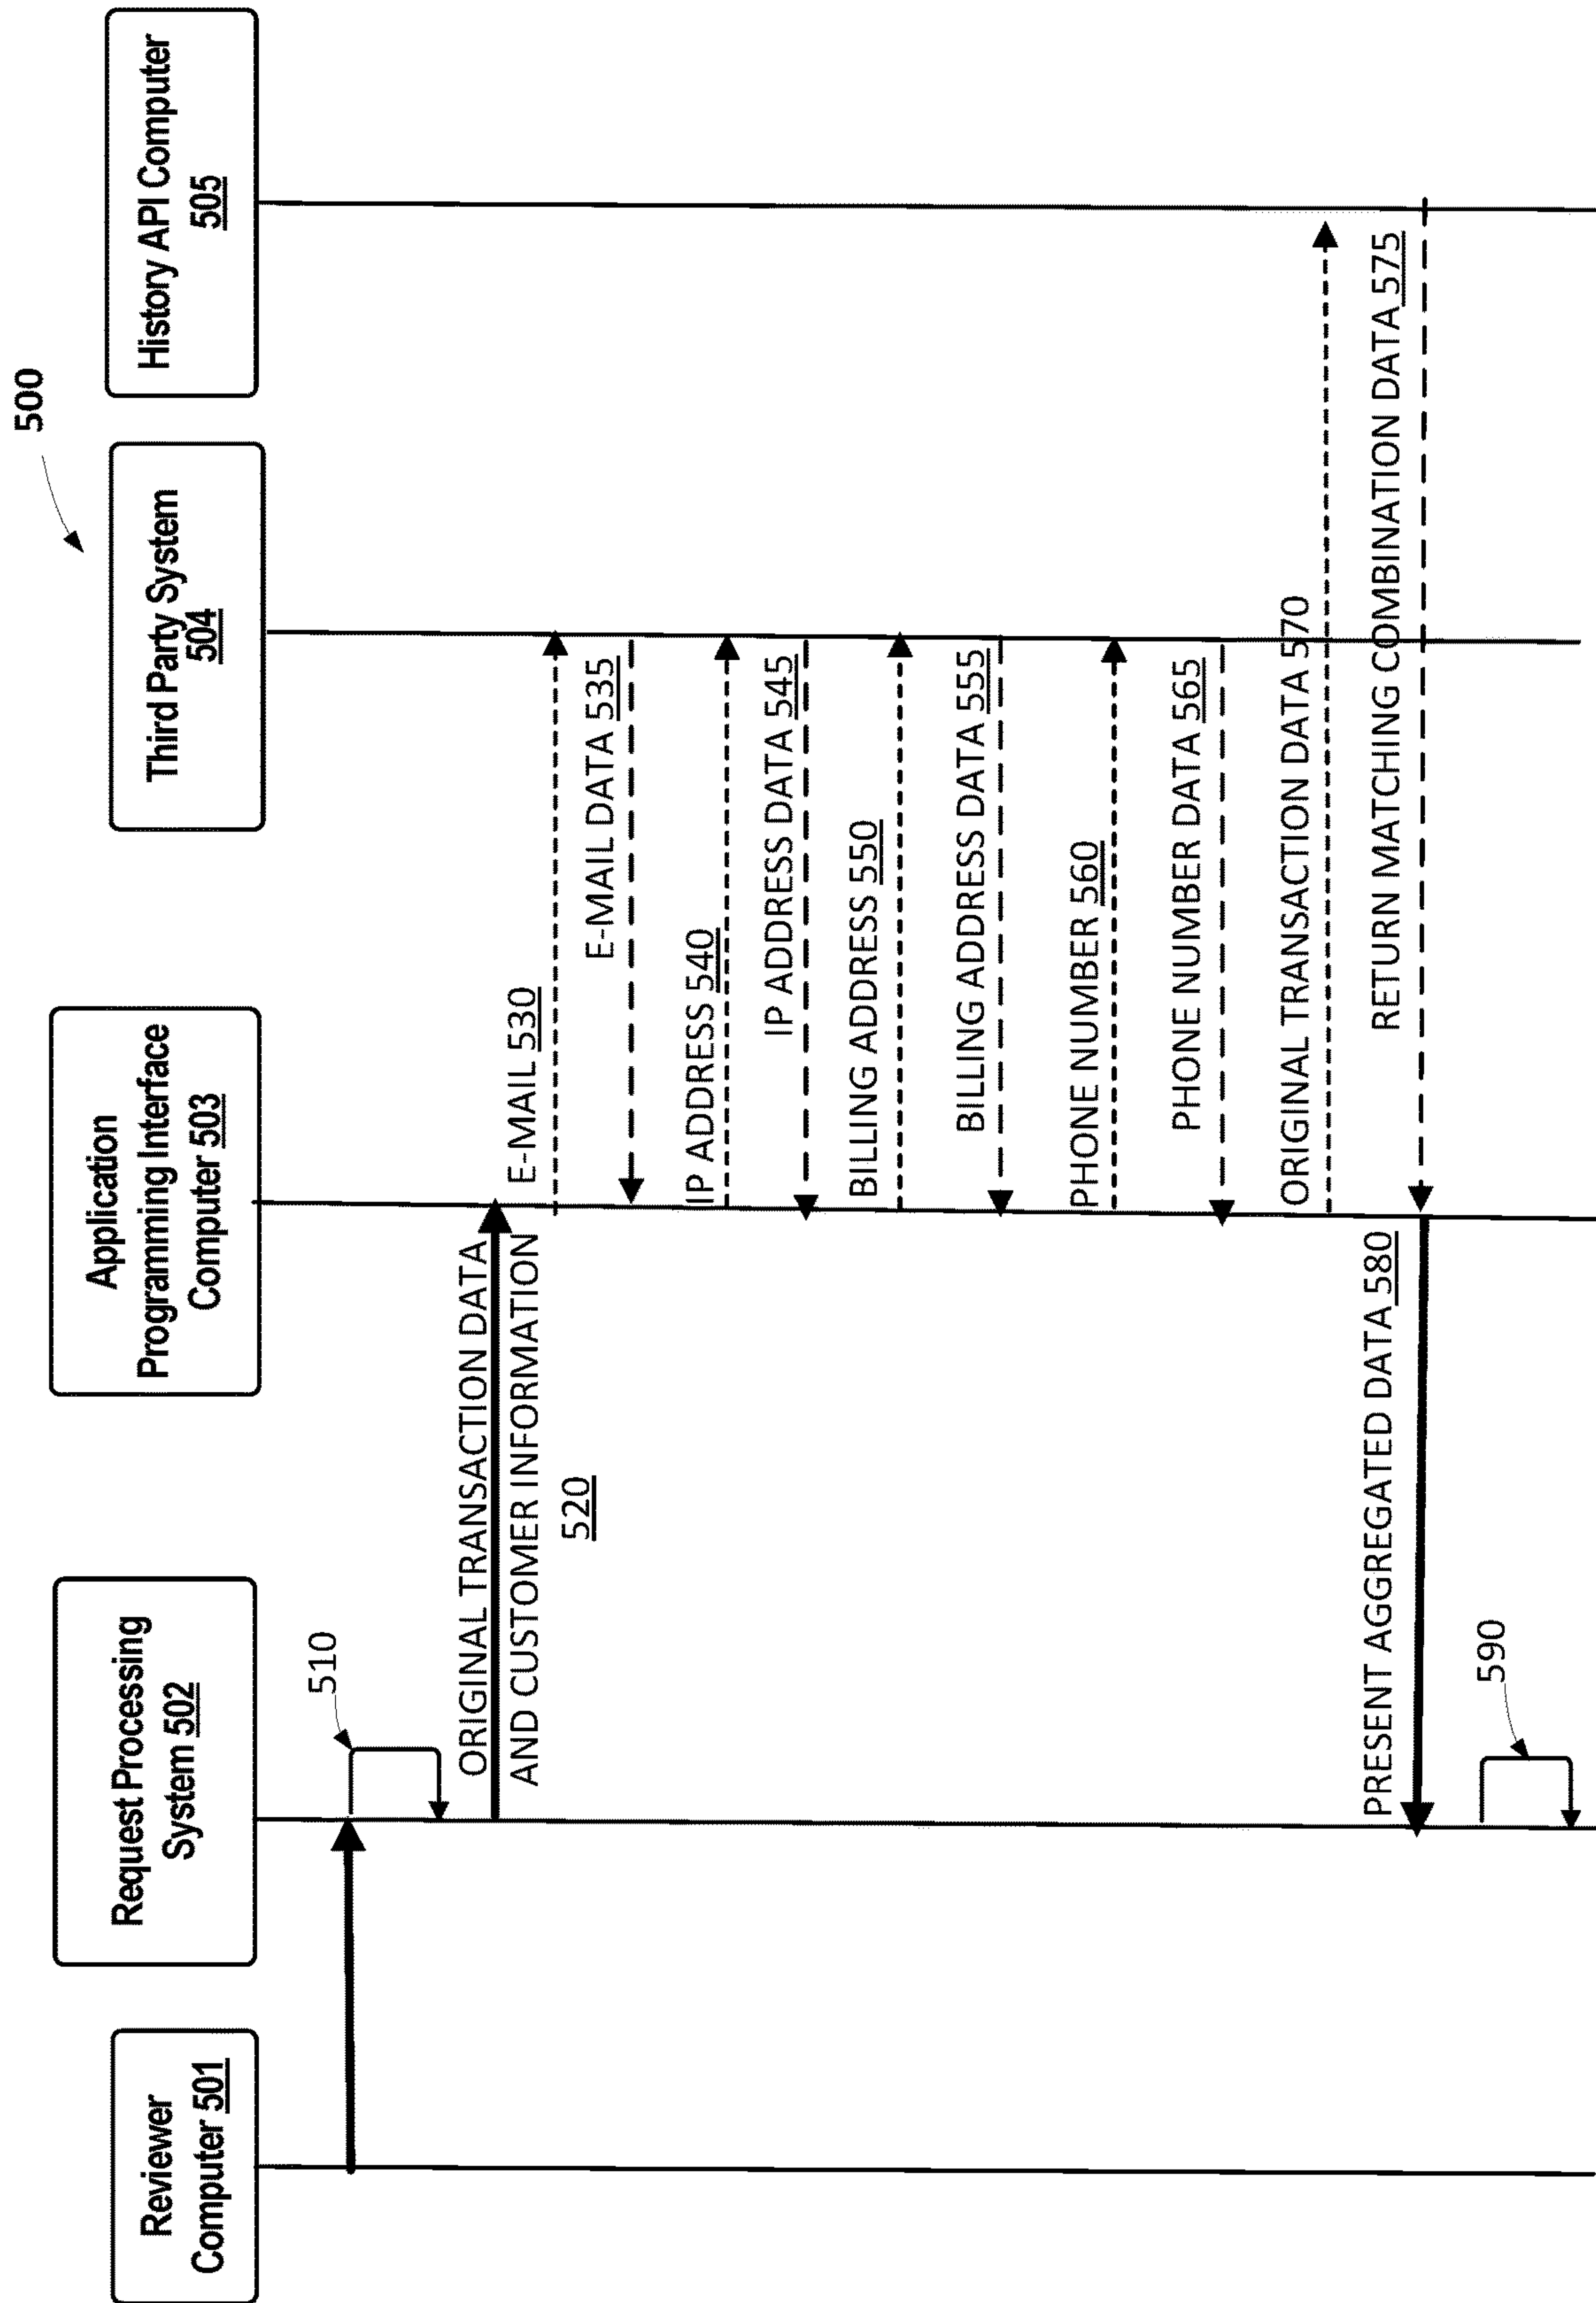 500
Reviewer
Computer 501
Request Processing
System 502
Application
Programming Interface
Computer 503
Third Party System
504
History API Computer
505
510
ORIGINAL TRANSACTION DATA
AND CUSTOMER INFORMATION
520
E-MAIL 530
E-MAIL DATA 535
IP ADDRESS 540
IP ADDRESS DATA 545
BILLING ADDRESS 550
BILLING ADDRESS DATA 555
PHONE NUMBER 560
PHONE NUMBER DATA 565
ORIGINAL TRANSACTION DATA 570
RETURN MATCHING COMBINATION DATA 575
PRESENT AGGREGATED DATA 580
590